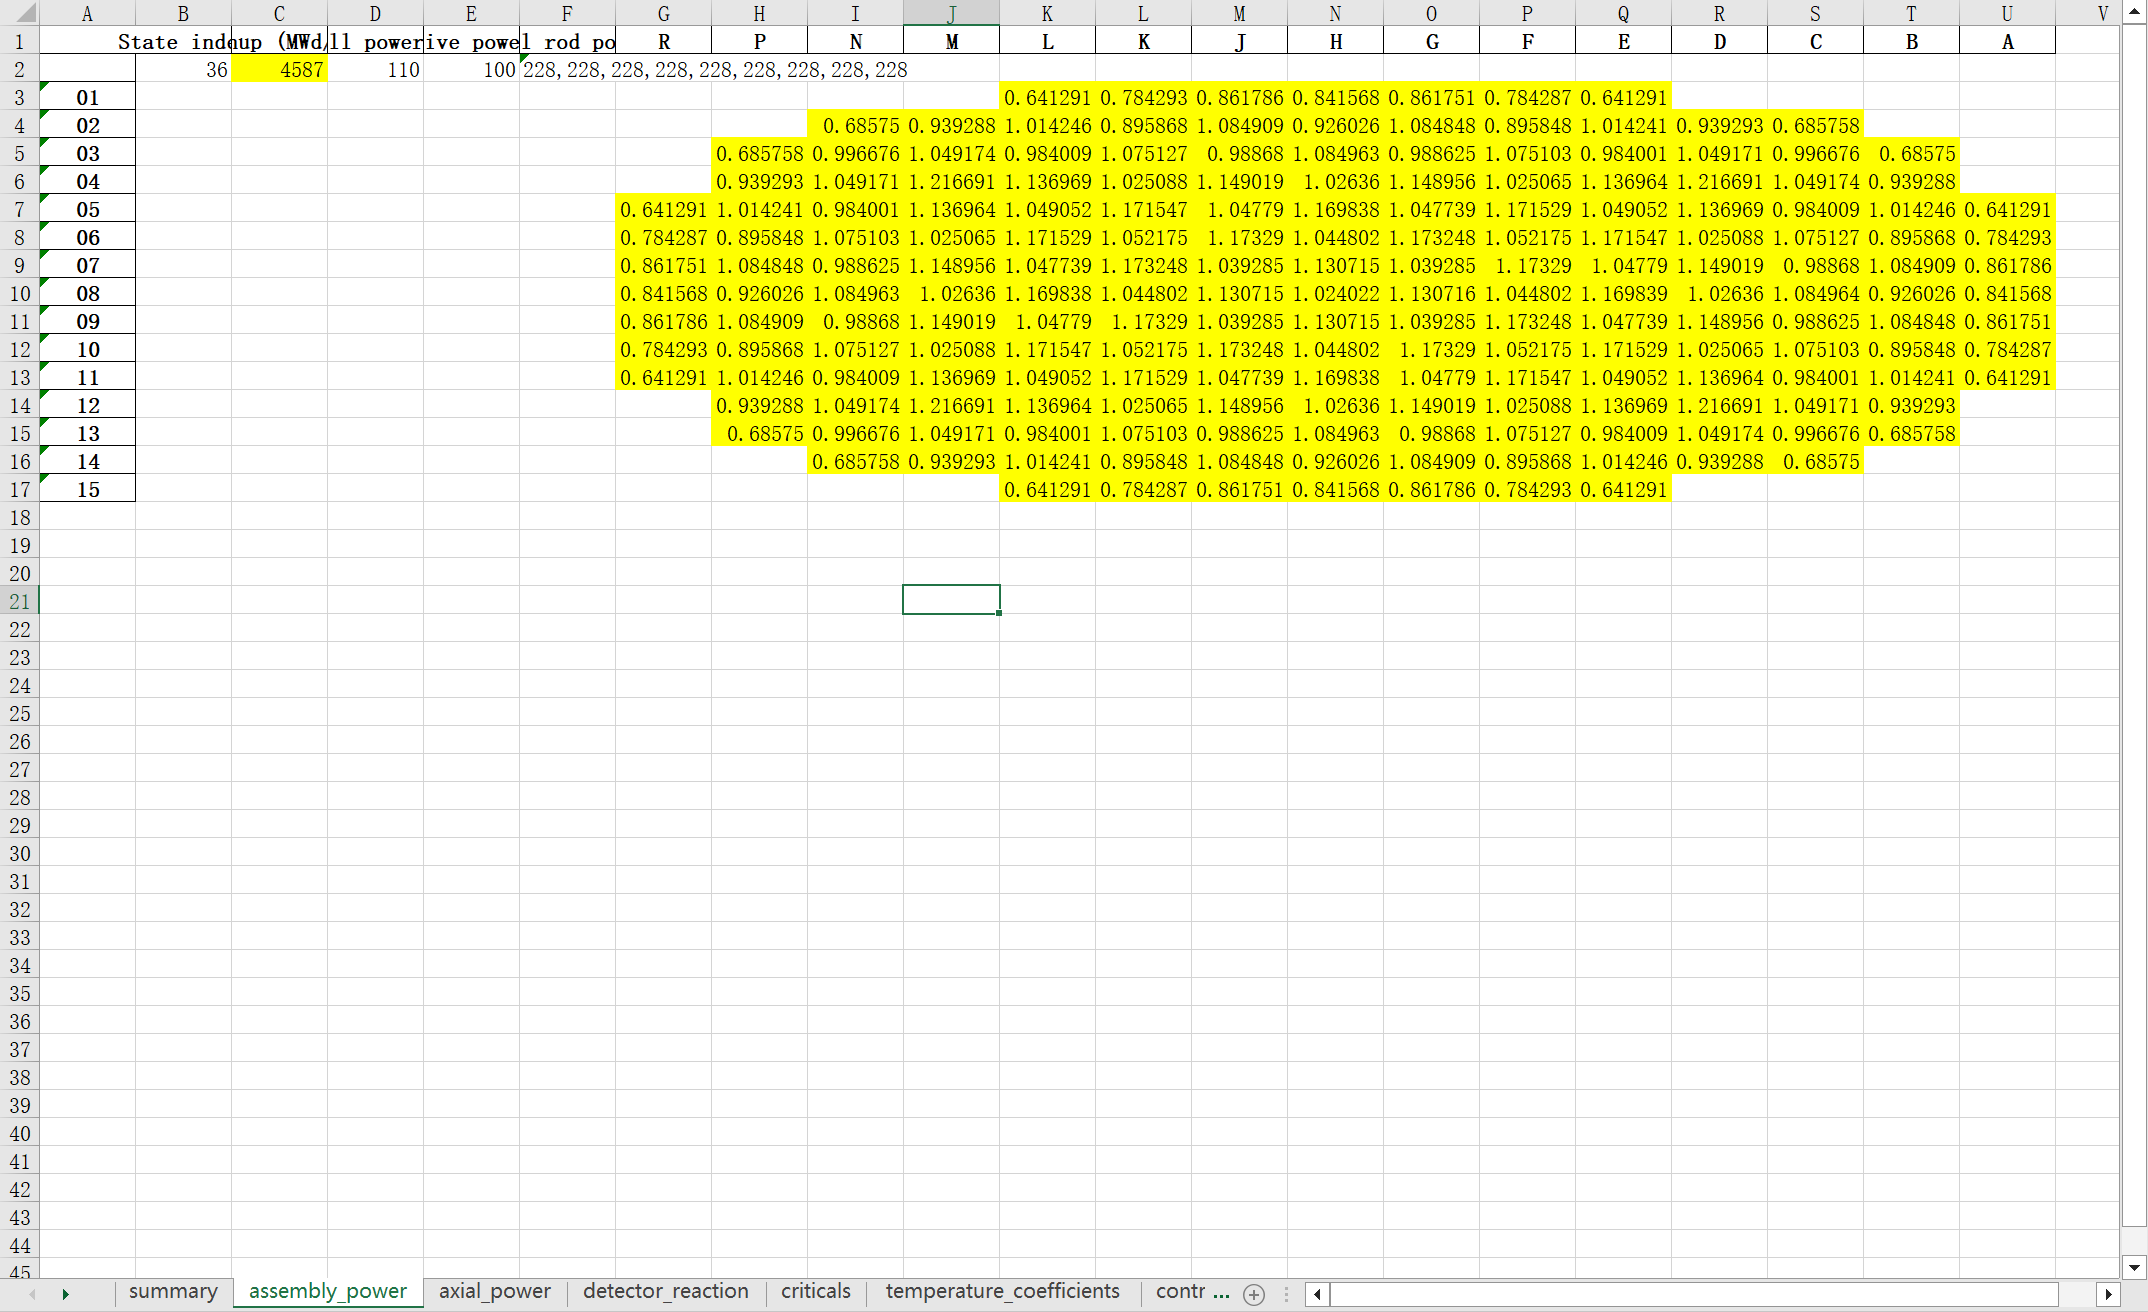 A B C D E F G H I J K L M N O P Q R S T U V
1 State ind up (MWd/ ll power ive powe l rod po R P N M L K J H G F E D C B A
2 36 4587 110 100 228,228,228,228,228,228,228,228,228
3 01 0.641291 0.784293 0.861786 0.841568 0.861751 0.784287 0.641291
4 02 0.68575 0.939288 1.014246 0.895868 1.084909 0.926026 1.084848 0.895848 1.014241 0.939293 0.685758
5 03 0.685758 0.996676 1.049174 0.984009 1.075127 0.98868 1.084963 0.988625 1.075103 0.984001 1.049171 0.996676 0.68575
6 04 0.939293 1.049171 1.216691 1.136969 1.025088 1.149019 1.02636 1.148956 1.025065 1.136964 1.216691 1.049174 0.939288
7 05 0.641291 1.014241 0.984001 1.136964 1.049052 1.171547 1.04779 1.169838 1.047739 1.171529 1.049052 1.136969 0.984009 1.014246 0.641291
8 06 0.784287 0.895848 1.075103 1.025065 1.171529 1.052175 1.17329 1.044802 1.173248 1.052175 1.171547 1.025088 1.075127 0.895868 0.784293
9 07 0.861751 1.084848 0.988625 1.148956 1.047739 1.173248 1.039285 1.130715 1.039285 1.17329 1.04779 1.149019 0.98868 1.084909 0.861786
10 08 0.841568 0.926026 1.084963 1.02636 1.169838 1.044802 1.130715 1.024022 1.130716 1.044802 1.169839 1.02636 1.084964 0.926026 0.841568
11 09 0.861786 1.084909 0.98868 1.149019 1.04779 1.17329 1.039285 1.130715 1.039285 1.173248 1.047739 1.148956 0.988625 1.084848 0.861751
12 10 0.784293 0.895868 1.075127 1.025088 1.171547 1.052175 1.173248 1.044802 1.17329 1.052175 1.171529 1.025065 1.075103 0.895848 0.784287
13 11 0.641291 1.014246 0.984009 1.136969 1.049052 1.171529 1.047739 1.169838 1.04779 1.171547 1.049052 1.136964 0.984001 1.014241 0.641291
14 12 0.939288 1.049174 1.216691 1.136964 1.025065 1.148956 1.02636 1.149019 1.025088 1.136969 1.216691 1.049171 0.939293
15 13 0.68575 0.996676 1.049171 0.984001 1.075103 0.988625 1.084963 0.98868 1.075127 0.984009 1.049174 0.996676 0.685758
16 14 0.685758 0.939293 1.014241 0.895848 1.084848 0.926026 1.084909 0.895868 1.014246 0.939288 0.68575
17 15 0.641291 0.784287 0.861751 0.841568 0.861786 0.784293 0.641291
18
19
20
21
22
23
24
25
26
27
28
29
30
31
32
33
34
35
36
37
38
39
40
41
42
43
44
45
summary assembly_power axial_power detector_reaction criticals temperature_coefficients contr ...